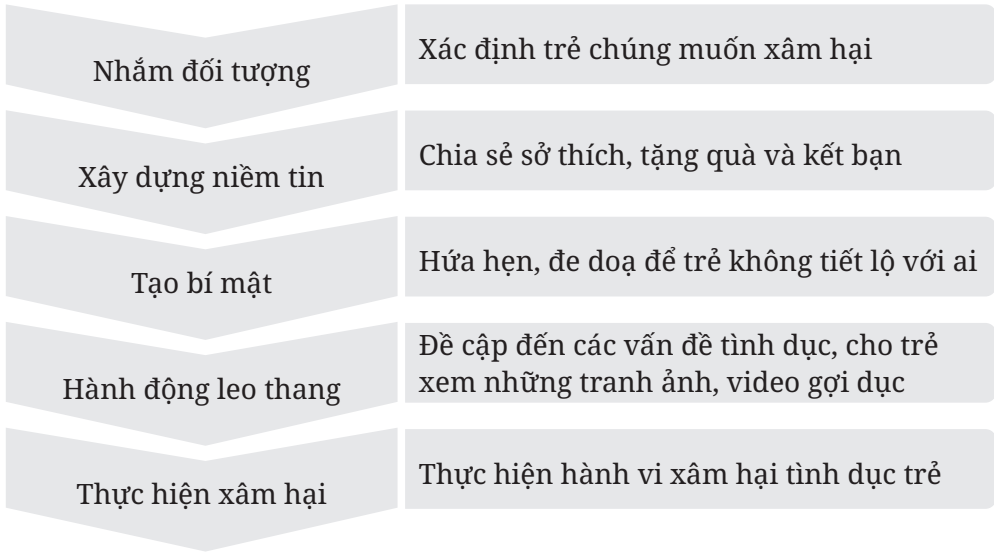 Nhắm đối tượng
Xác định trẻ chúng muốn xâm hại
Xây dựng niềm tin
Chia sẻ sở thích, tặng quà và kết bạn
Tạo bí mật
Hứa hẹn, đe doạ để trẻ không tiết lộ với ai
Hành động leo thang
Đề cập đến các vấn đề tình dục, cho trẻ
xem những tranh ảnh, video gợi dục
Thực hiện xâm hại
Thực hiện hành vi xâm hại tình dục trẻ